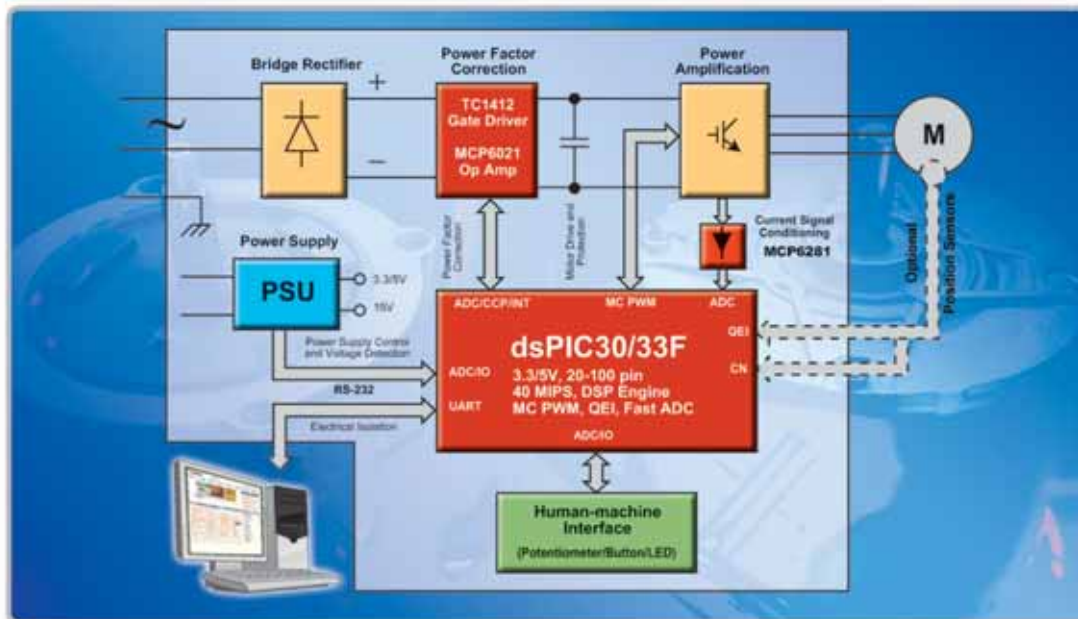 Bridge Rectifier
+
−
~
Power Factor
Correction
TC1412
Gate Driver
MCP6021
Op Amp
Power
Amplification
M
Power Supply
PSU
3.3/5V
15V
Power Factor
Correction
Motor Drive and
Protection
Current Signal
Conditioning
MCP6281
Optional
Position Sensors
Power Supply Control
and Voltage Detection
RS-232
Electrical Isolation
ADC/CCP/INT
MC PWM
ADC
QEI
CN
ADC/IO
UART
dsPIC30/33F
3.3/5V, 20-100 pin
40 MIPS, DSP Engine
MC PWM, QEI, Fast ADC
ADC/IO
Human-machine
Interface
(Potentiometer/Button/LED)